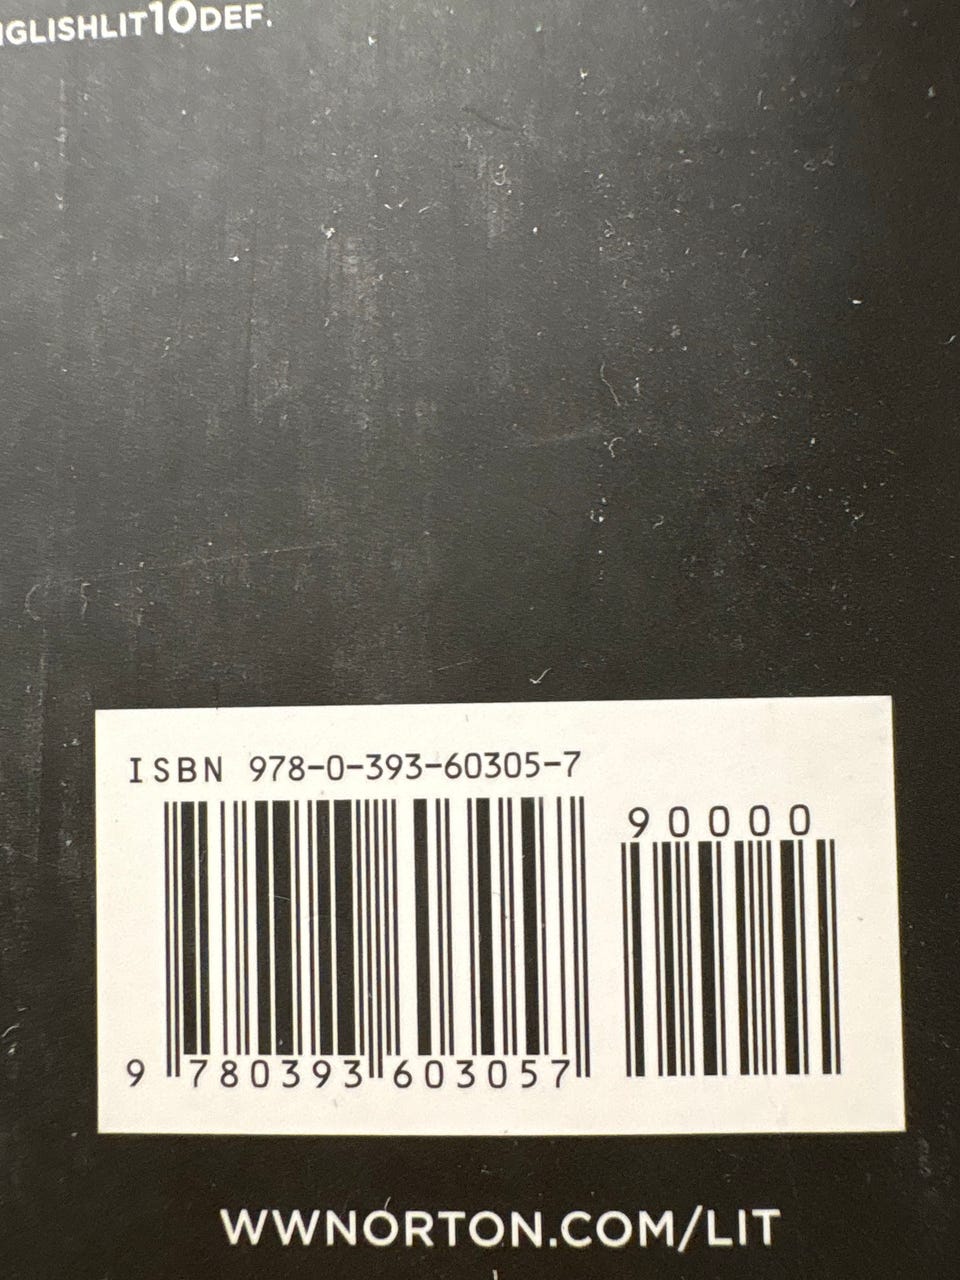 NGLISHLIT10DEF.
ISBN 978-0-393-60305-7
90000
9 780393 603057
WWNORTON.COM/LIT